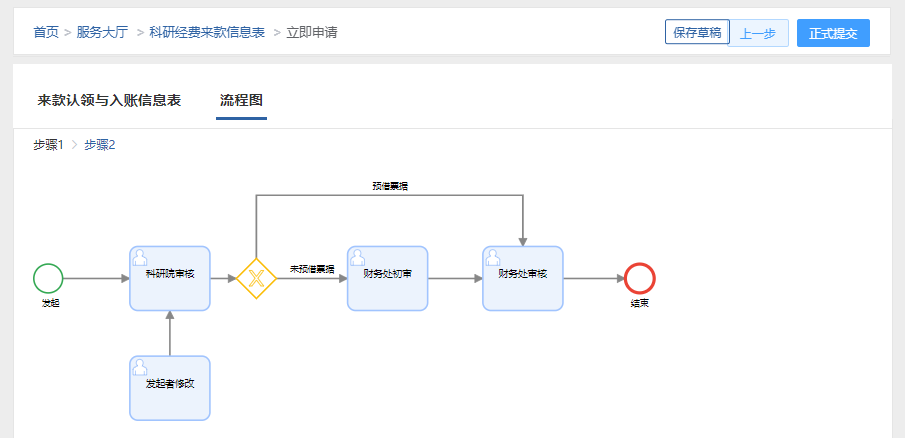 首页 > 服务大厅 > 科研经费来款信息表 > 立即申请
保存草稿 上一步 正式提交
来款认领与入账信息表 流程图
步骤1 > 步骤2
预借票据
未预借票据
科研院审核
财务处初审
财务处审核
发起
结束
发起者修改